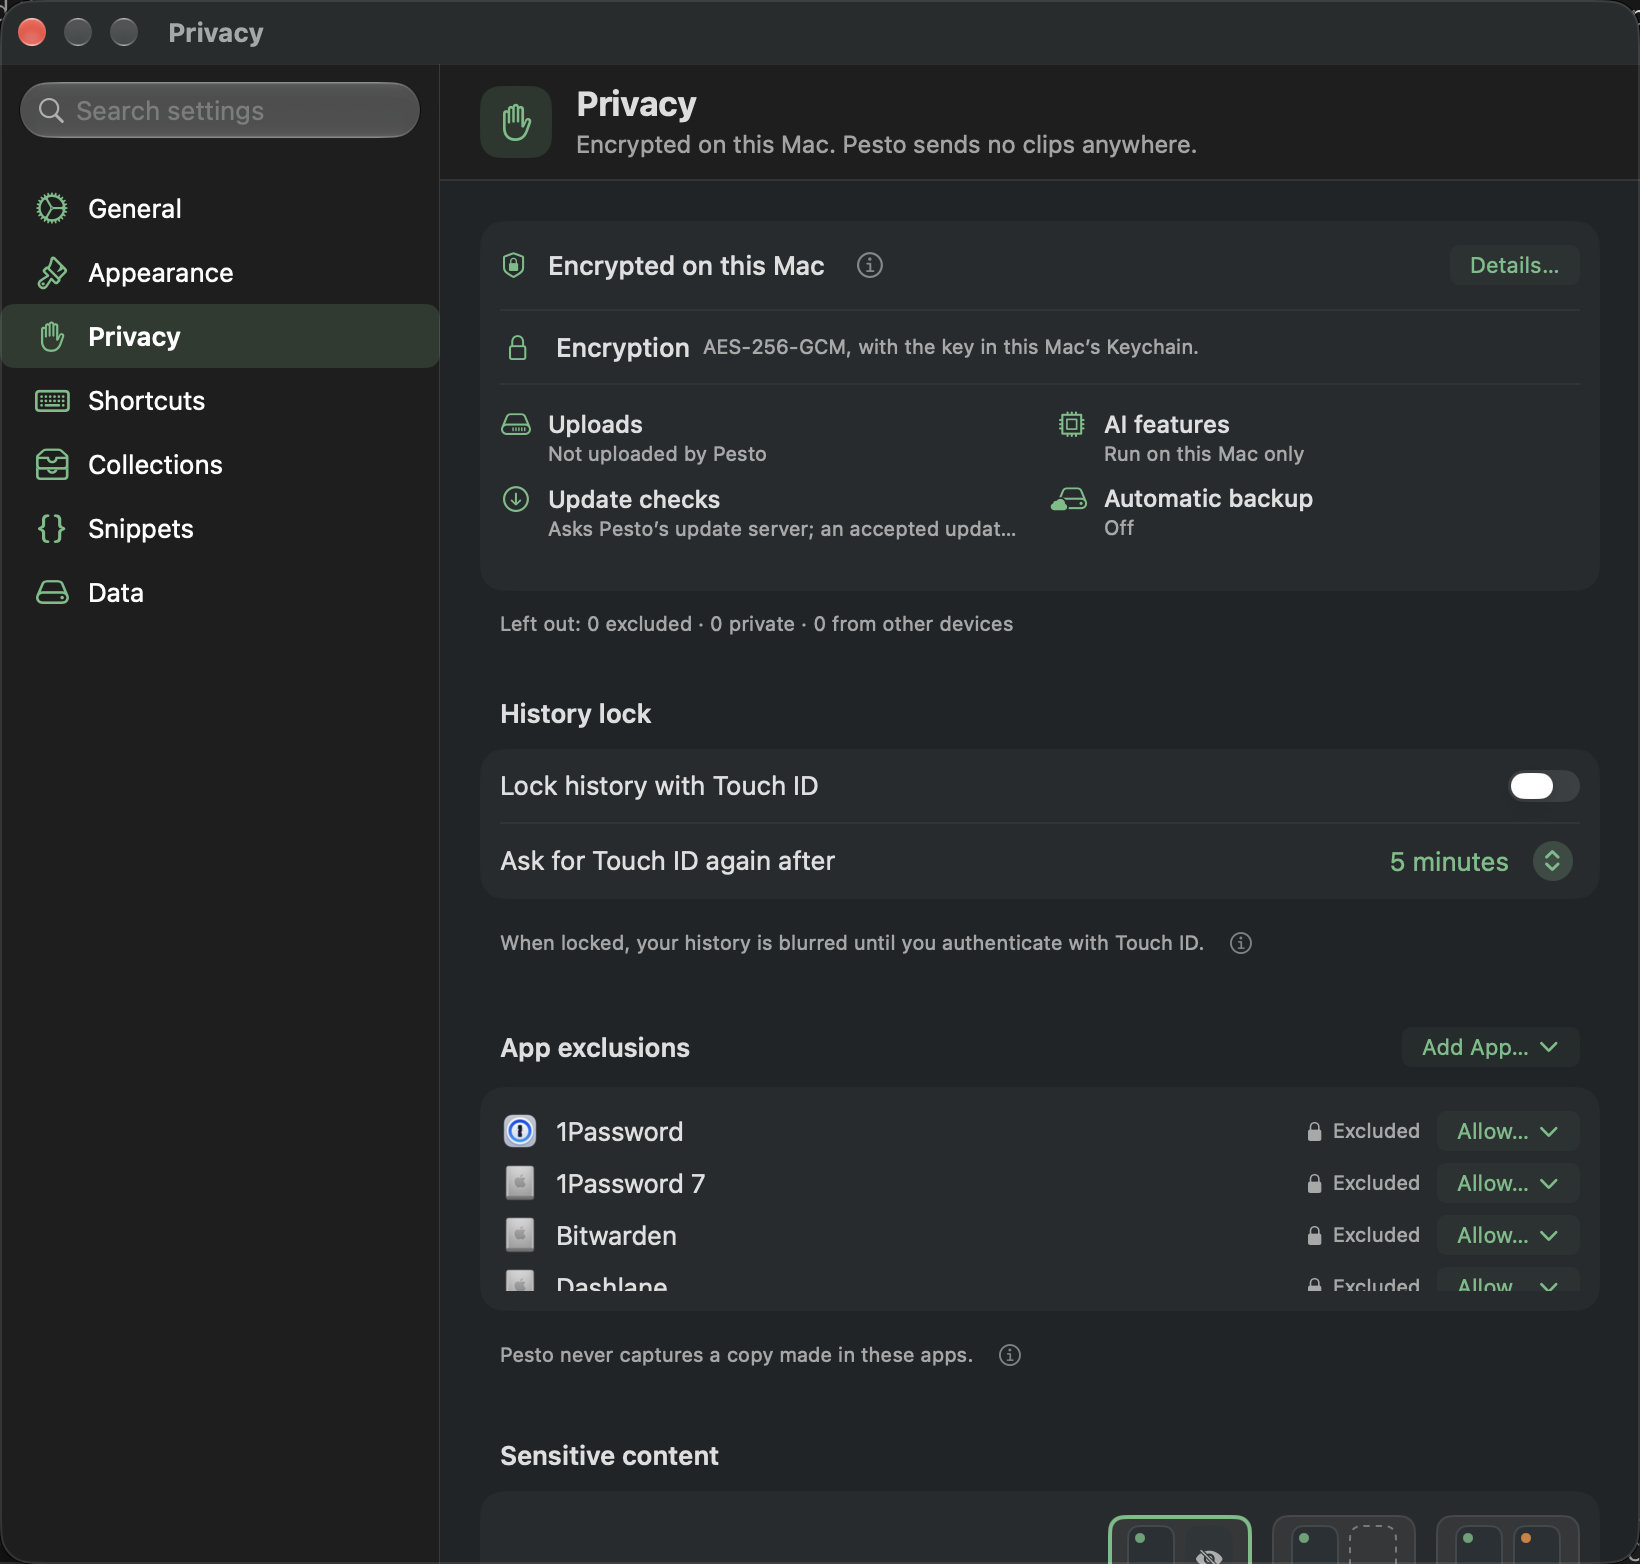 Privacy
Search settings
General
Appearance
Privacy
Shortcuts
Collections
Snippets
Data
Privacy
Encrypted on this Mac. Pesto sends no clips anywhere.
Encrypted on this Mac
Details...
Encryption AES-256-GCM, with the key in this Mac’s Keychain.
Uploads
Not uploaded by Pesto
AI features
Run on this Mac only
Update checks
Asks Pesto’s update server; an accepted updat...
Automatic backup
Off
Left out: 0 excluded · 0 private · 0 from other devices
History lock
Lock history with Touch ID
Ask for Touch ID again after 5 minutes
When locked, your history is blurred until you authenticate with Touch ID.
App exclusions
Add App...
1Password Excluded Allow...
1Password 7 Excluded Allow...
Bitwarden Excluded Allow...
Dashlane Excluded Allow
Pesto never captures a copy made in these apps.
Sensitive content